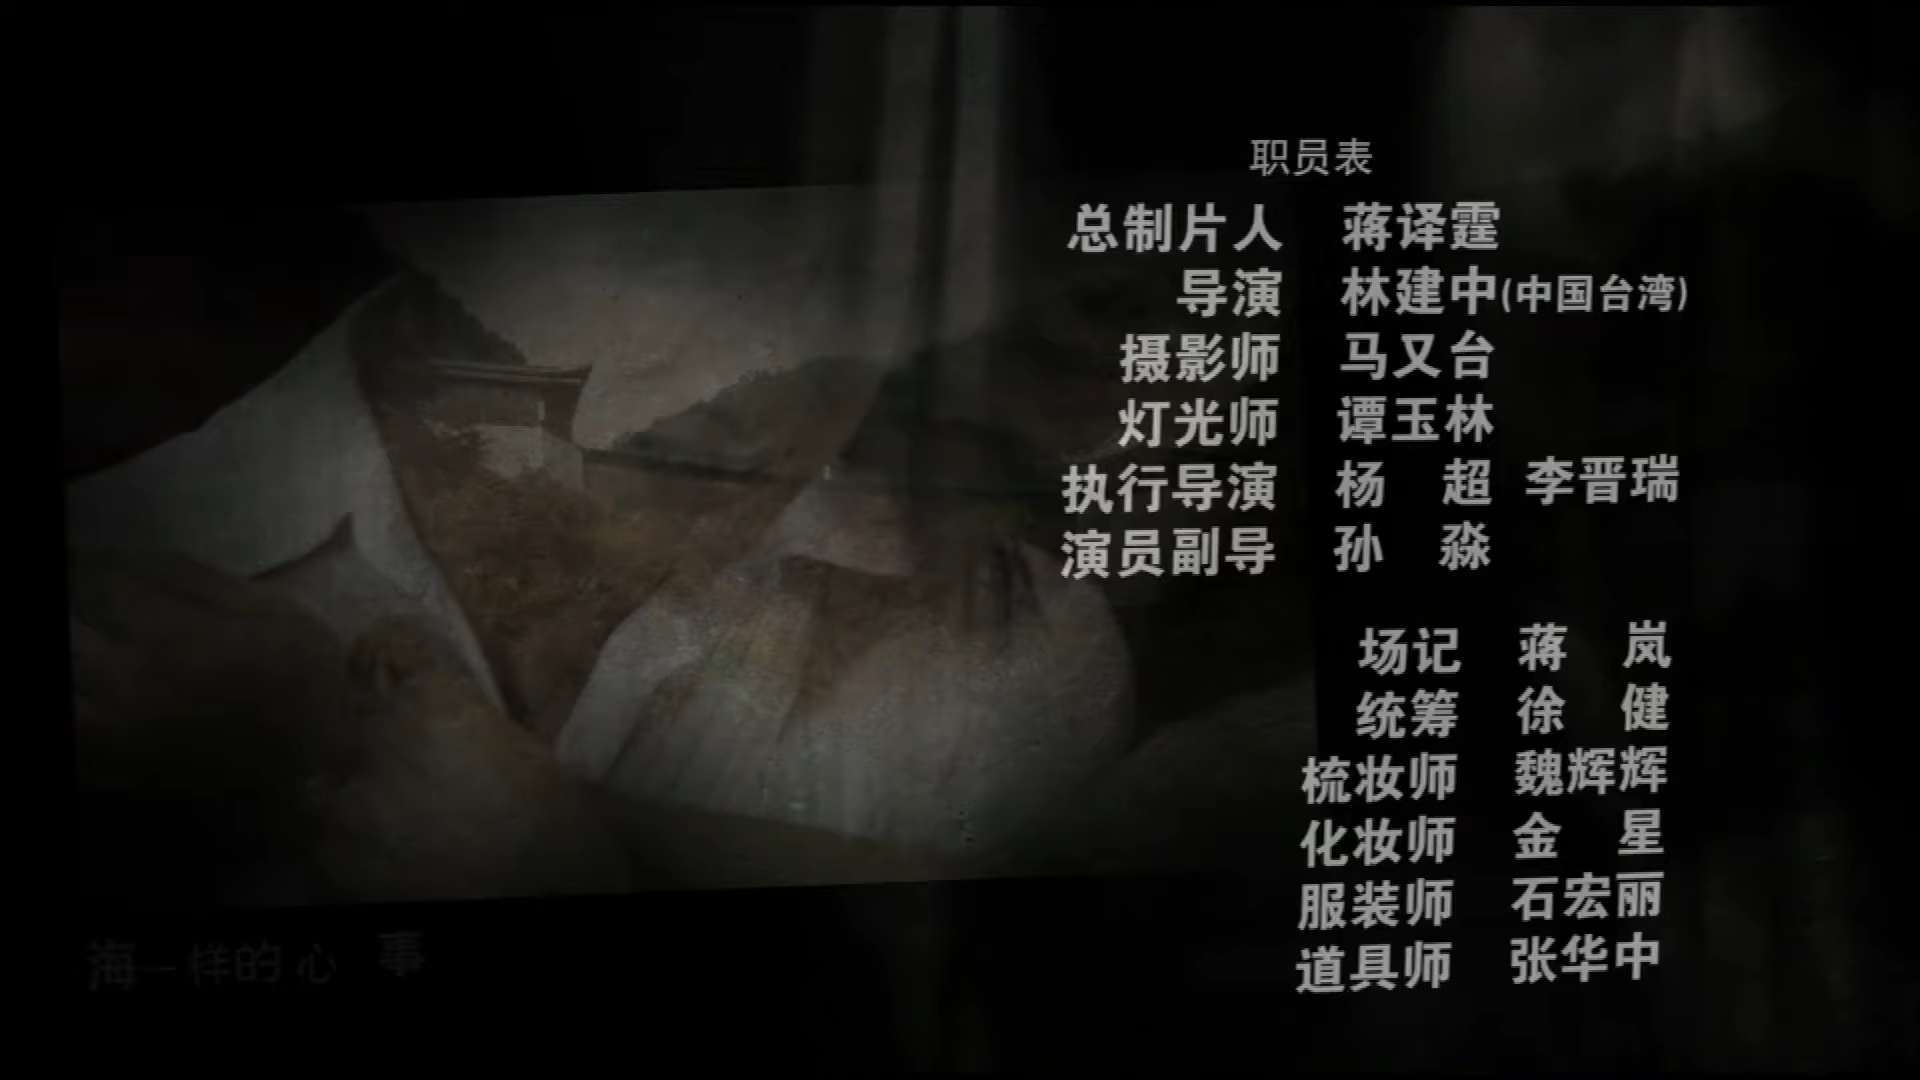 职员表
总制片人 蒋译霆
导演 林建中(中国台湾)
摄影师 马又台
灯光师 谭玉林
执行导演 杨 超 李晋瑞
演员副导 孙 淼
场记 蒋 岚
统筹 徐 健
梳妆师 魏辉辉
化妆师 金 星
服装师 石宏丽
道具师 张华中
海一样的心 事